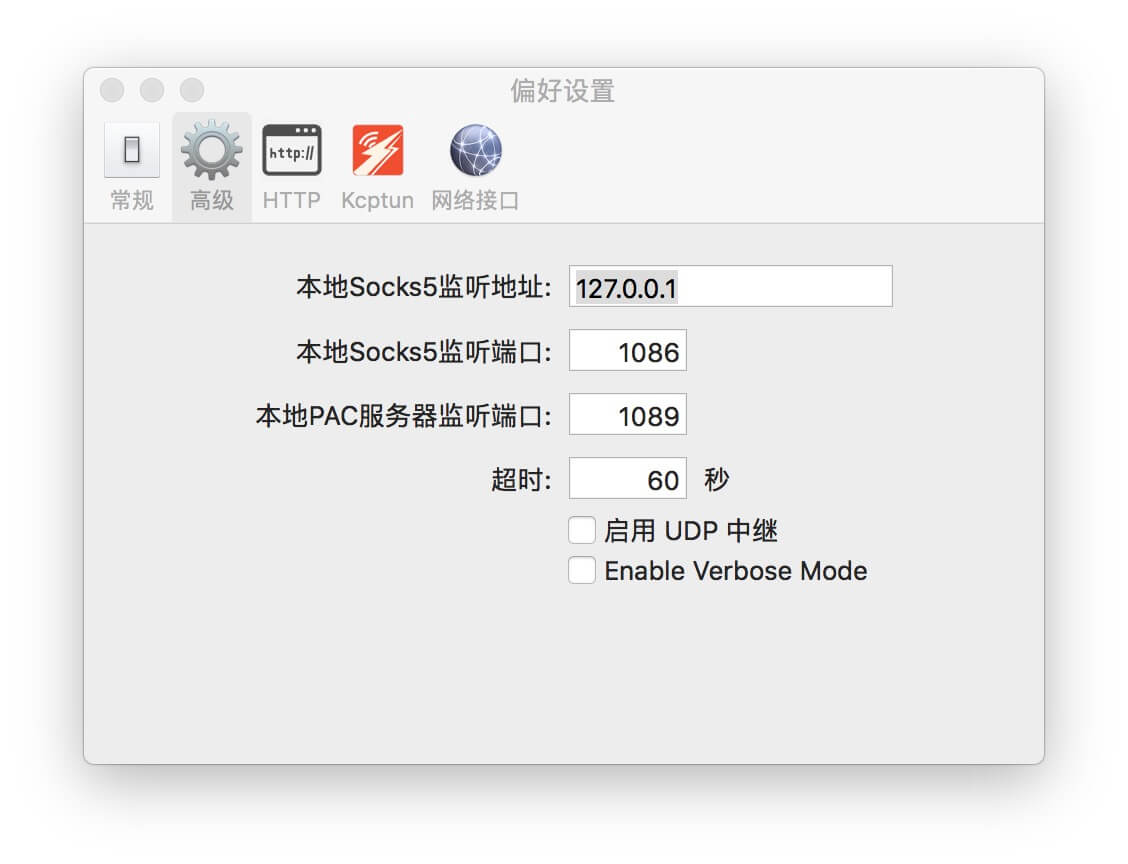 偏好设置
http://
常规 高级 HTTP Kcptun 网络接口
本地Socks5监听地址: 127.0.0.1
本地Socks5监听端口: 1086
本地PAC服务器监听端口: 1089
超时: 60 秒
启用 UDP 中继
Enable Verbose Mode